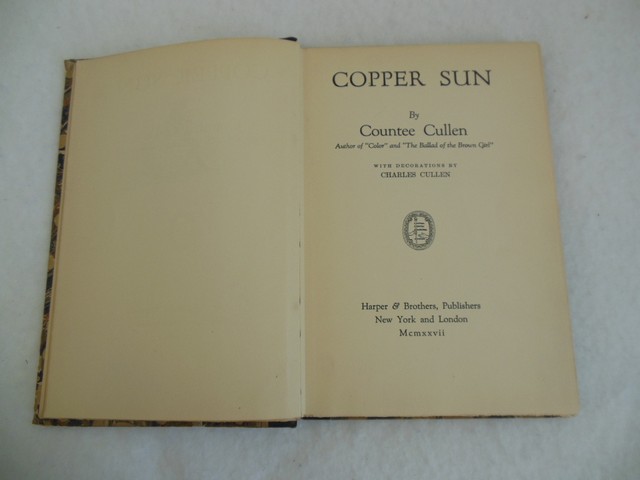 COPPER SUN
By
Countee Cullen
Author of "Color" and "The Ballad of the Brown Girl"
WITH DECORATIONS BY
CHARLES CULLEN
Harper & Brothers, Publishers
New York and London
Mcmxxvii